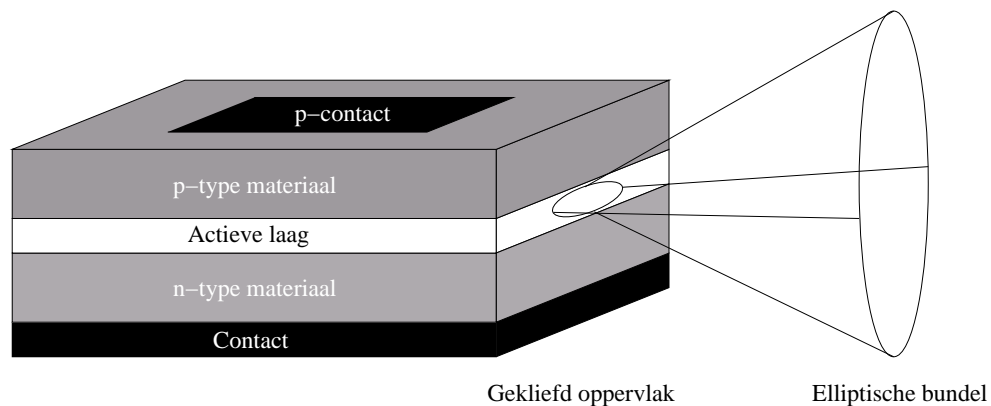 p−contact
p−type materiaal
Actieve laag
n−type materiaal
Contact
Gekliefd oppervlak
Elliptische bundel